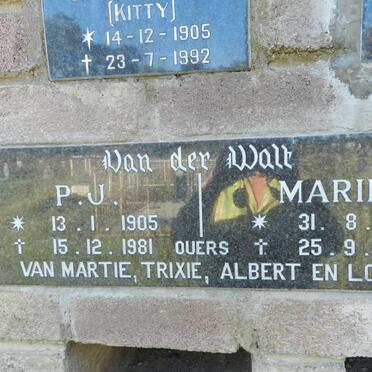 (KITTY)
* 14-12-1905
† 23-7-1992
Van der Walt
P.J. MARI
* 13.1.1905 * 31.8.
† 15.12.1981 OUERS † 25.9.
VAN MARTIE, TRIXIE, ALBERT EN LO